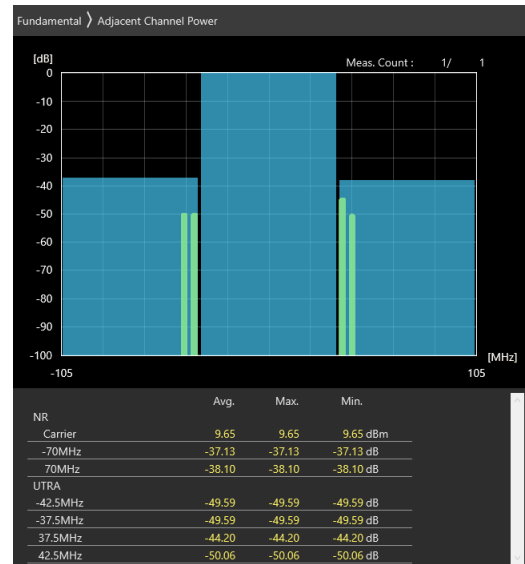 Fundamental 〉 Adjacent Channel Power
[dB] Meas. Count : 1/ 1
0
-10
-20
-30
-40
-50
-60
-70
-80
-90
-100 [MHz]
-105 105
Avg. Max. Min.
NR
Carrier 9.65 9.65 9.65 dBm
-70MHz -37.13 -37.13 -37.13 dB
70MHz -38.10 -38.10 -38.10 dB
UTRA
-42.5MHz -49.59 -49.59 -49.59 dB
-37.5MHz -49.59 -49.59 -49.59 dB
37.5MHz -44.20 -44.20 -44.20 dB
42.5MHz -50.06 -50.06 -50.06 dB